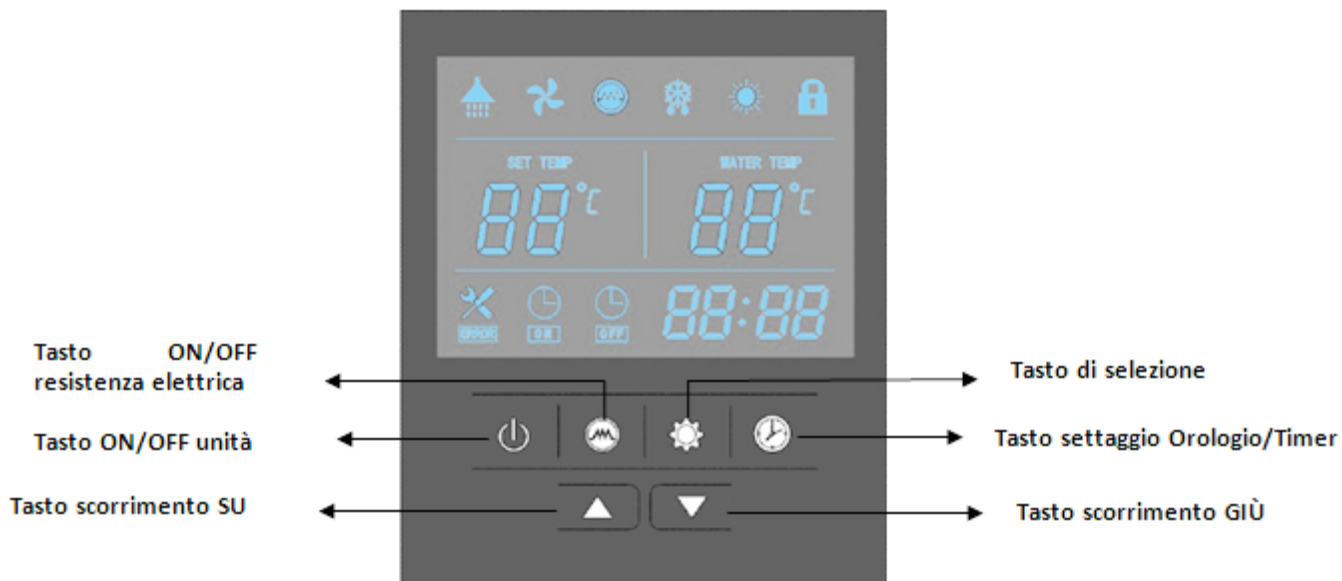 SET TEMP
WATER TEMP
88°C
88°C
ERROR
ON
OFF
88:88
Tasto ON/OFF
resistenza elettrica
Tasto di selezione
Tasto ON/OFF unità
Tasto settaggio Orologio/Timer
Tasto scorrimento SU
Tasto scorrimento GIÙ